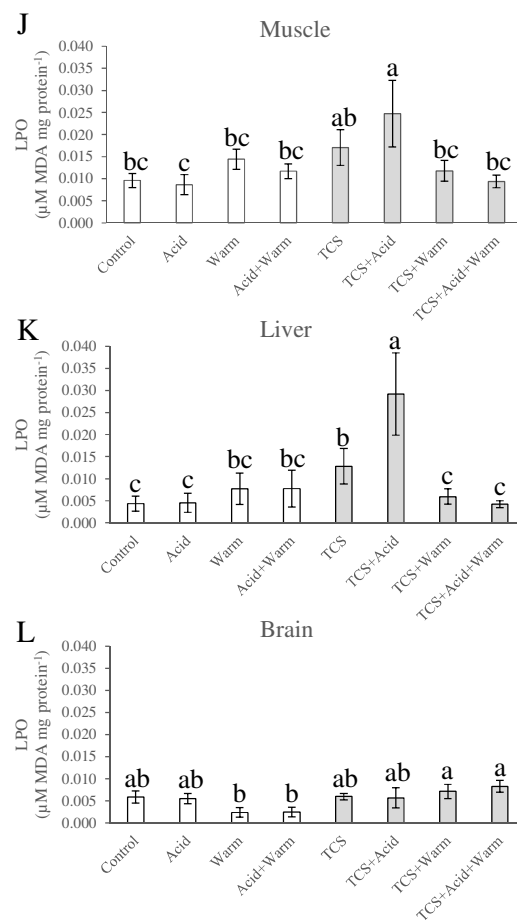 J
Muscle
LPO
(µM MDA mg protein⁻¹)
0.040
0.035
0.030
0.025
0.020
0.015
0.010
0.005
0.000
bc
c
bc
bc
ab
a
bc
bc
Control
Acid
Warm
Acid+Warm
TCS
TCS+Acid
TCS+Warm
TCS+Acid+Warm
K
Liver
LPO
(µM MDA mg protein⁻¹)
0.040
0.035
0.030
0.025
0.020
0.015
0.010
0.005
0.000
c
c
bc
bc
b
a
c
c
Control
Acid
Warm
Acid+Warm
TCS
TCS+Acid
TCS+Warm
TCS+Acid+Warm
L
Brain
LPO
(µM MDA mg protein⁻¹)
0.040
0.035
0.030
0.025
0.020
0.015
0.010
0.005
0.000
ab
ab
b
b
ab
ab
a
a
Control
Acid
Warm
Acid+Warm
TCS
TCS+Acid
TCS+Warm
TCS+Acid+Warm